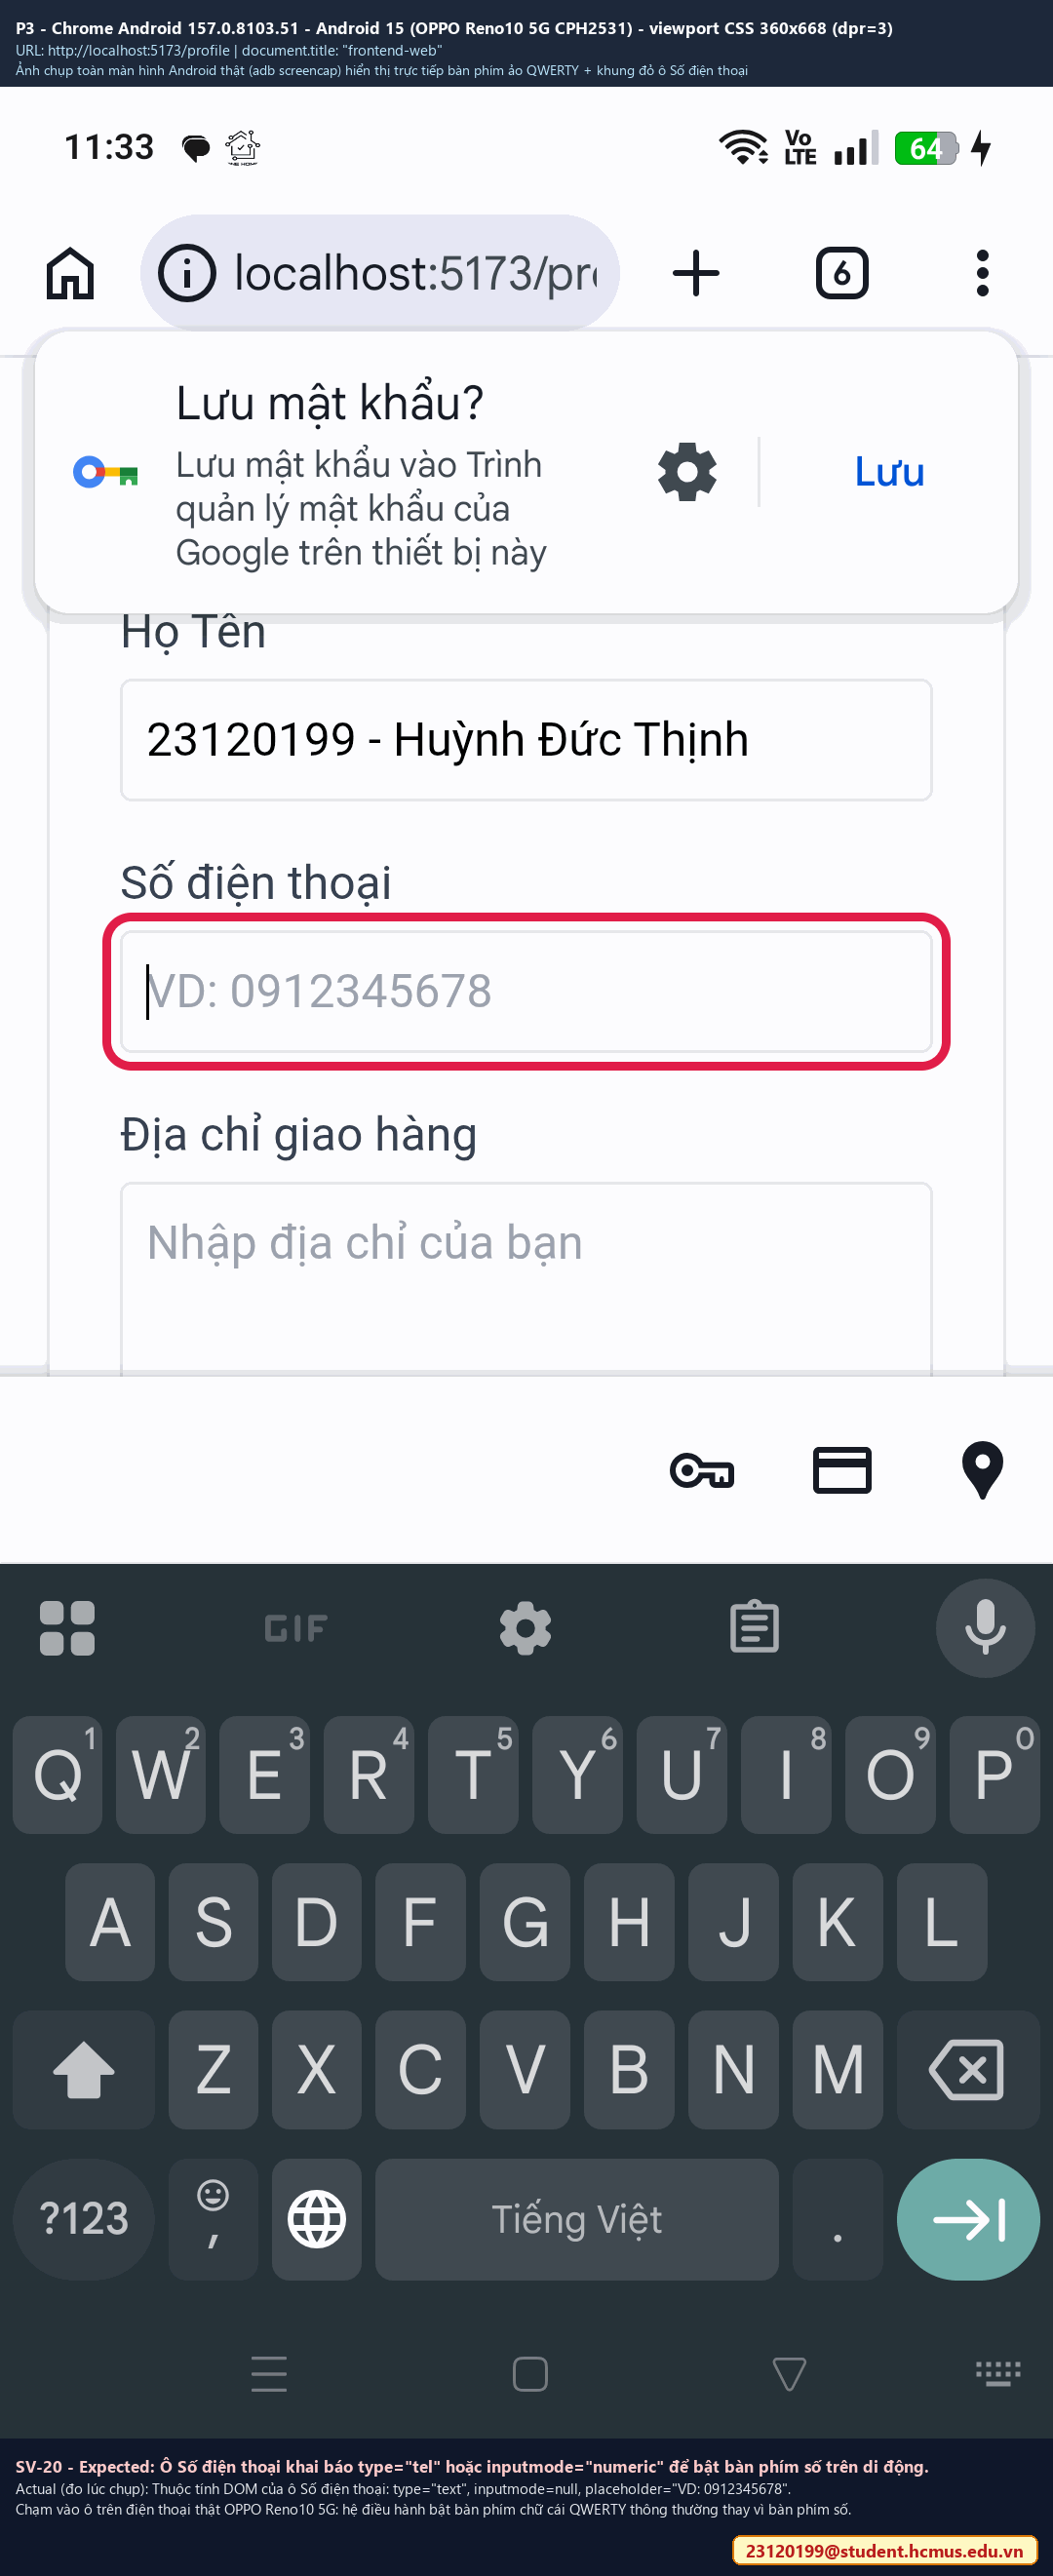 P3 - Chrome Android 157.0.8103.51 - Android 15 (OPPO Reno10 5G CPH2531) - viewport CSS 360x668 (dpr=3)
URL: http://localhost:5173/profile | document.title: "frontend-web"
Ảnh chụp toàn màn hình Android thật (adb screencap) hiển thị trực tiếp bàn phím ảo QWERTY + khung đỏ ô Số điện thoại
11:33
Vo LTE
64
localhost:5173/pro
6
Lưu mật khẩu?
Lưu mật khẩu vào Trình
quản lý mật khẩu của
Google trên thiết bị này
Lưu
Họ Tên
23120199 - Huỳnh Đức Thịnh
Số điện thoại
VD: 0912345678
Địa chỉ giao hàng
Nhập địa chỉ của bạn
GIF
Q1 W2 E3 R4 T5 Y6 U7 I8 O9 P0
A S D F G H J K L
Z X C V B N M
?123 , Tiếng Việt .
SV-20 - Expected: Ô Số điện thoại khai báo type="tel" hoặc inputmode="numeric" để bật bàn phím số trên di động.
Actual (đo lúc chụp): Thuộc tính DOM của ô Số điện thoại: type="text", inputmode=null, placeholder="VD: 0912345678".
Chạm vào ô trên điện thoại thật OPPO Reno10 5G: hệ điều hành bật bàn phím chữ cái QWERTY thông thường thay vì bàn phím số.
23120199@student.hcmus.edu.vn